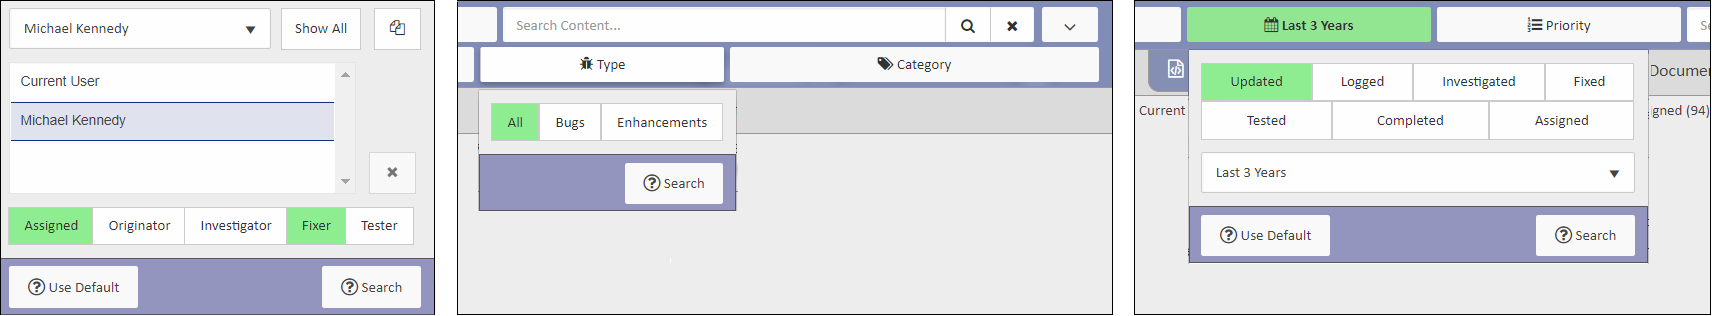 Michael Kennedy
Show All
Current User
Michael Kennedy
Assigned Originator Investigator Fixer Tester
Use Default Search
Search Content...
Type Category
All Bugs Enhancements
Search
Last 3 Years Priority
Updated Logged Investigated Fixed
Documen
Current
Tested Completed Assigned
gned (94)
Last 3 Years
Use Default Search